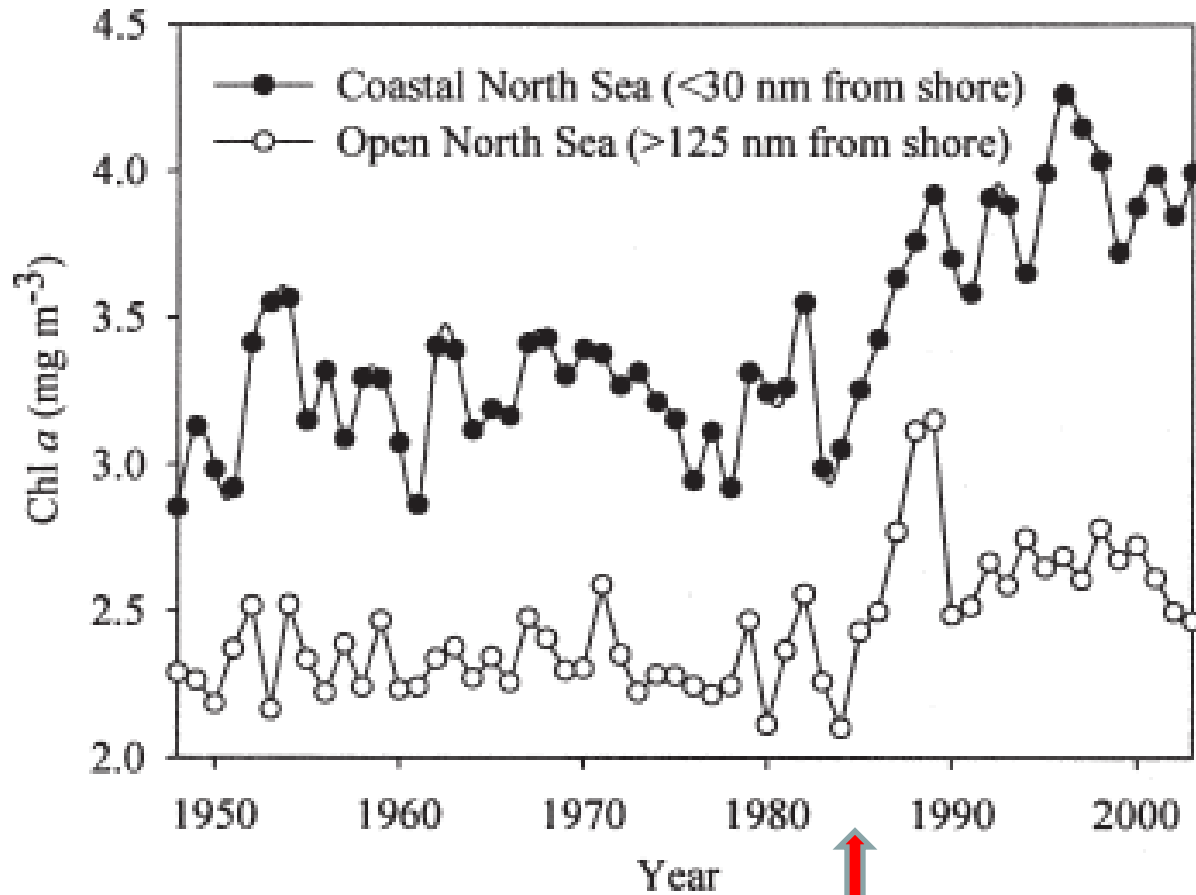 4.5
Coastal North Sea (<30 nm from shore)
Open North Sea (>125 nm from shore)
4.0
3.5
3.0
2.5
2.0
Chl a (mg m⁻³)
1950 1960 1970 1980 1990 2000
Year